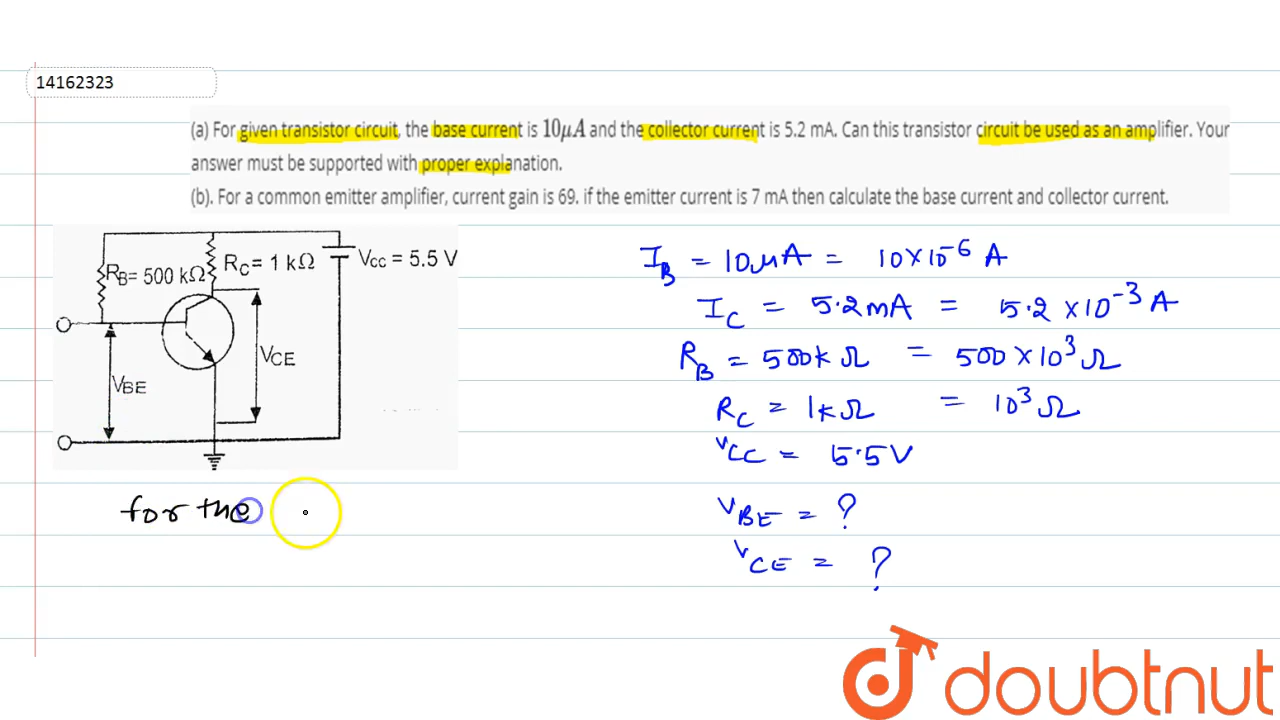 14162323
(a) For given transistor circuit, the base current is 10μA and the collector current is 5.2 mA. Can this transistor circuit be used as an amplifier. Your
answer must be supported with proper explanation.
(b). For a common emitter amplifier, current gain is 69. if the emitter current is 7 mA then calculate the base current and collector current.
RB= 500 kΩ
RC= 1 kΩ
VCC = 5.5 V
VCE
VBE
IB = 10μA = 10×10^-6 A
IC = 5.2mA = 5.2 ×10^-3 A
RB = 500kΩ = 500×10^3 Ω
RC = 1kΩ = 10^3 Ω
VCC = 5.5V
VBE = ?
VCE = ?
for the
doubtnut